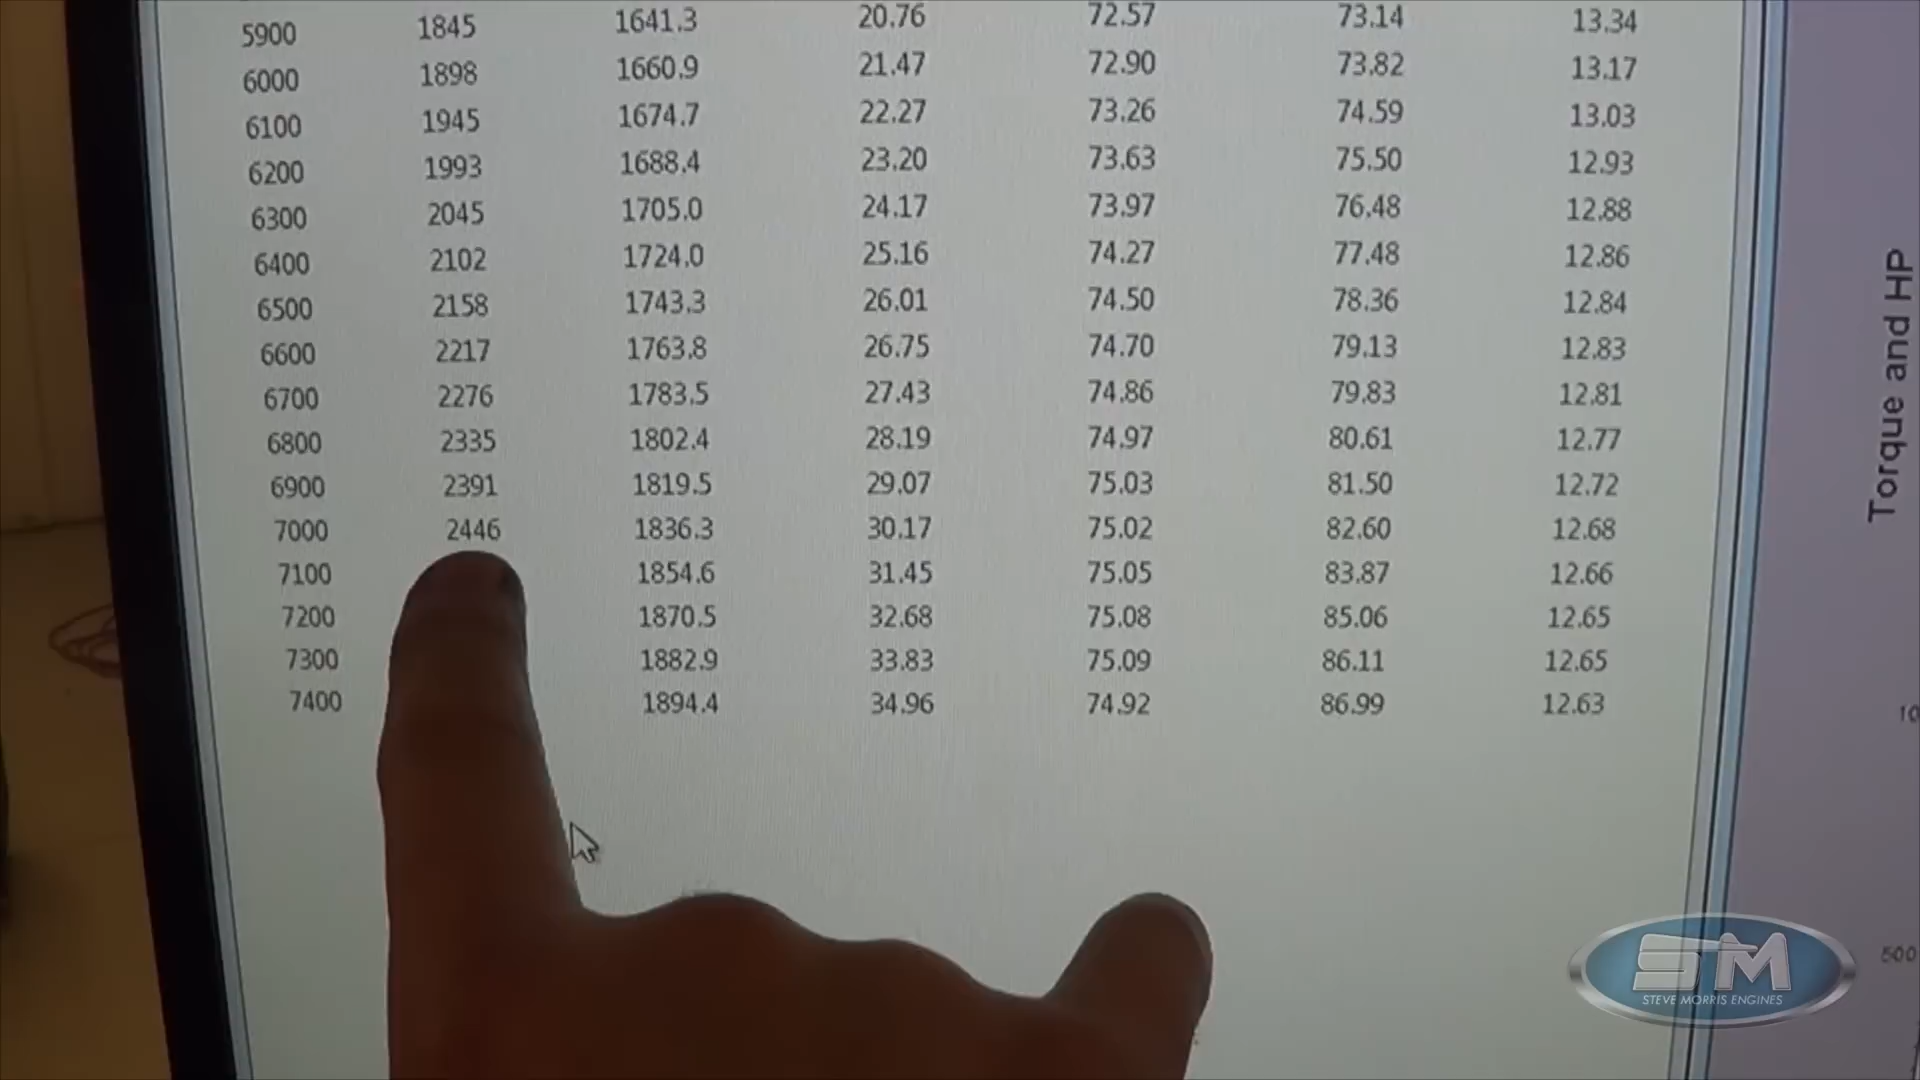 5900 1845 1641.3 20.76 72.57 73.14 13.34
6000 1898 1660.9 21.47 72.90 73.82 13.17
6100 1945 1674.7 22.27 73.26 74.59 13.03
6200 1993 1688.4 23.20 73.63 75.50 12.93
6300 2045 1705.0 24.17 73.97 76.48 12.88
6400 2102 1724.0 25.16 74.27 77.48 12.86
6500 2158 1743.3 26.01 74.50 78.36 12.84
6600 2217 1763.8 26.75 74.70 79.13 12.83
6700 2276 1783.5 27.43 74.86 79.83 12.81
6800 2335 1802.4 28.19 74.97 80.61 12.77
6900 2391 1819.5 29.07 75.03 81.50 12.72
7000 2446 1836.3 30.17 75.02 82.60 12.68
7100 1854.6 31.45 75.05 83.87 12.66
7200 1870.5 32.68 75.08 85.06 12.65
7300 1882.9 33.83 75.09 86.11 12.65
7400 1894.4 34.96 74.92 86.99 12.63
Torque and HP
500
SM
STEVE MORRIS ENGINES